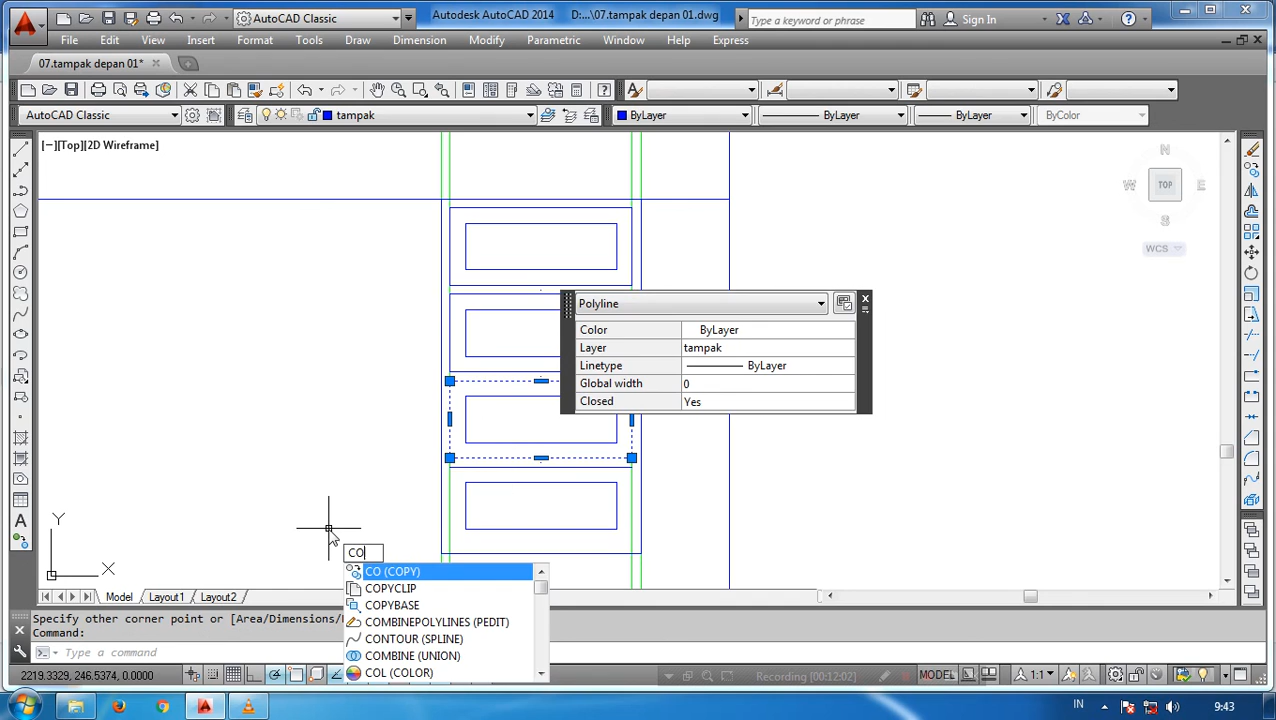 AutoCAD Classic
Autodesk AutoCAD 2014
D:...\07.tampak depan 01.dwg
Type a keyword or phrase
Sign In
File Edit View Insert Format Tools Draw Dimension Modify Parametric Window Help Express
07.tampak depan 01*
AutoCAD Classic
tampak
ByLayer
ByLayer
ByLayer
ByColor
[−][Top][2D Wireframe]
N
W TOP E
S
WCS
Polyline
Color ByLayer
Layer tampak
Linetype ByLayer
Global width 0
Closed Yes
Y
X
CO
CO (COPY)
COPYCLIP
COPYBASE
COMBINEPOLYLINES (PEDIT)
CONTOUR (SPLINE)
COMBINE (UNION)
COL (COLOR)
Model Layout1 Layout2
Specify other corner point or [Area/Dimensions/
Command:
Type a command
2219.3329, 246.5374, 0.0000
Recording [00:12:02]
MODEL
1:1
IN
9:43